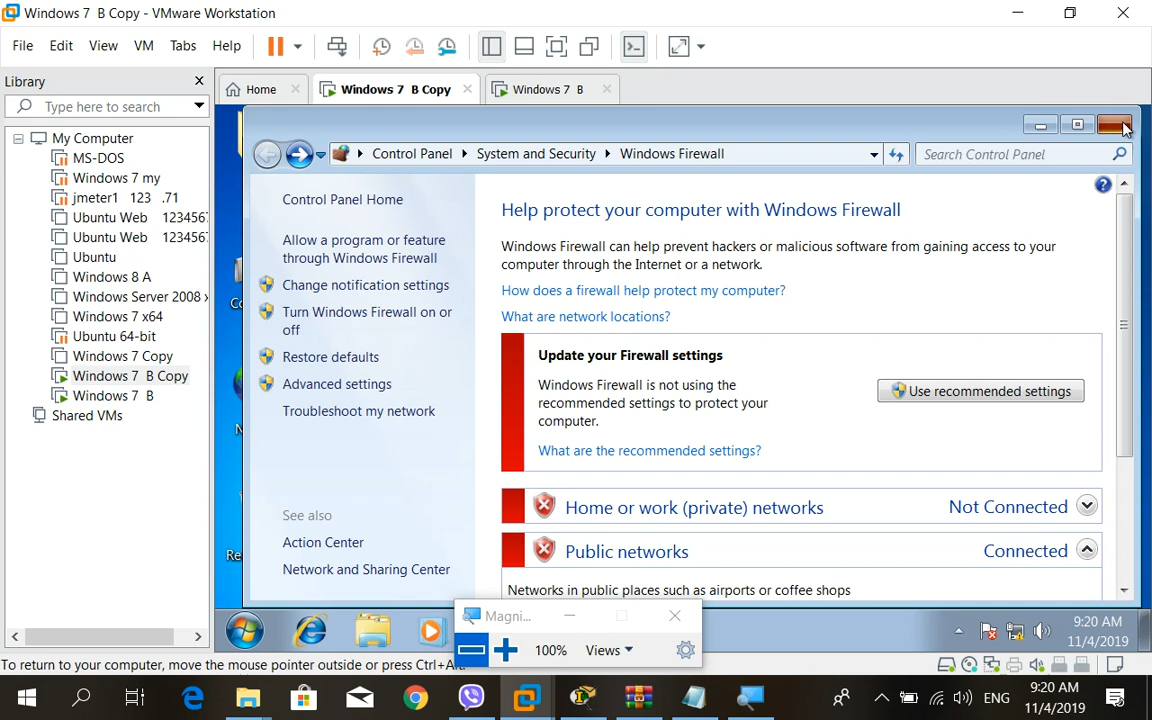 Windows 7  B Copy - VMware Workstation
File Edit View VM Tabs Help
Library
Type here to search
Home
Windows 7  B Copy
Windows 7  B
My Computer
MS-DOS
Windows 7 my
jmeter1  123  .71
Ubuntu Web  123456
Ubuntu Web  123456
Ubuntu
Windows 8 A
Windows Server 2008
Windows 7 x64
Ubuntu 64-bit
Windows 7 Copy
Windows 7  B Copy
Windows 7  B
Shared VMs
Control Panel System and Security Windows Firewall
Search Control Panel
Control Panel Home
Allow a program or feature
through Windows Firewall
Change notification settings
Turn Windows Firewall on or
off
Restore defaults
Advanced settings
Troubleshoot my network
See also
Action Center
Network and Sharing Center
Help protect your computer with Windows Firewall
Windows Firewall can help prevent hackers or malicious software from gaining access to your
computer through the Internet or a network.
How does a firewall help protect my computer?
What are network locations?
Update your Firewall settings
Windows Firewall is not using the
recommended settings to protect your
computer.
Use recommended settings
What are the recommended settings?
Home or work (private) networks Not Connected
Public networks Connected
Networks in public places such as airports or coffee shops
Magni...
100% Views
9:20 AM
11/4/2019
To return to your computer, move the mouse pointer outside or press Ctrl+A
ENG
9:20 AM
11/4/2019